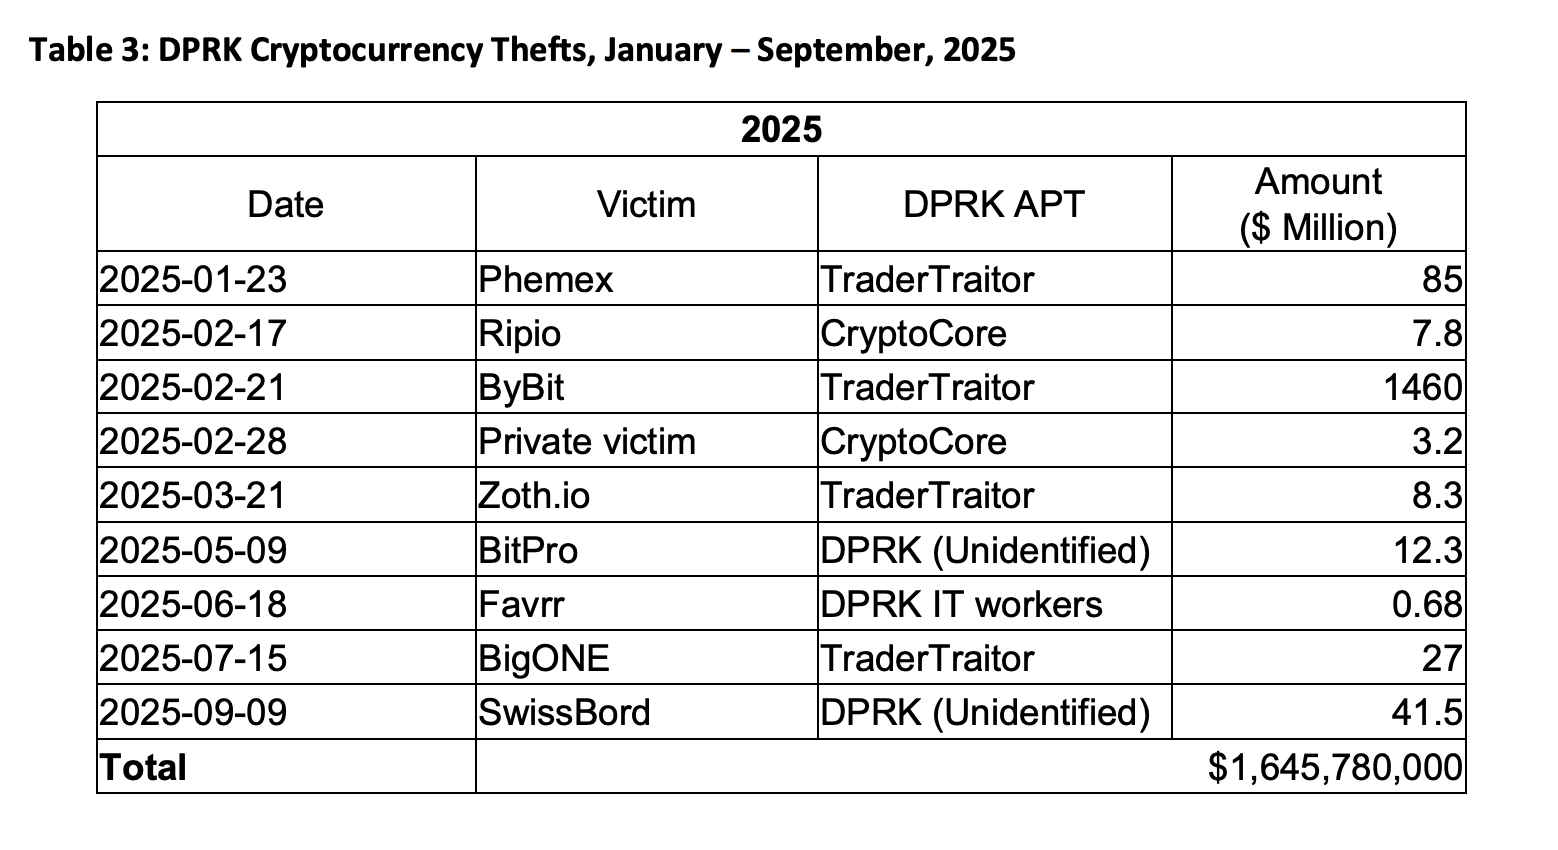 Table 3: DPRK Cryptocurrency Thefts, January – September, 2025
2025
Date Victim DPRK APT Amount ($ Million)
2025-01-23 Phemex TraderTraitor 85
2025-02-17 Ripio CryptoCore 7.8
2025-02-21 ByBit TraderTraitor 1460
2025-02-28 Private victim CryptoCore 3.2
2025-03-21 Zoth.io TraderTraitor 8.3
2025-05-09 BitPro DPRK (Unidentified) 12.3
2025-06-18 Favrr DPRK IT workers 0.68
2025-07-15 BigONE TraderTraitor 27
2025-09-09 SwissBord DPRK (Unidentified) 41.5
Total $1,645,780,000